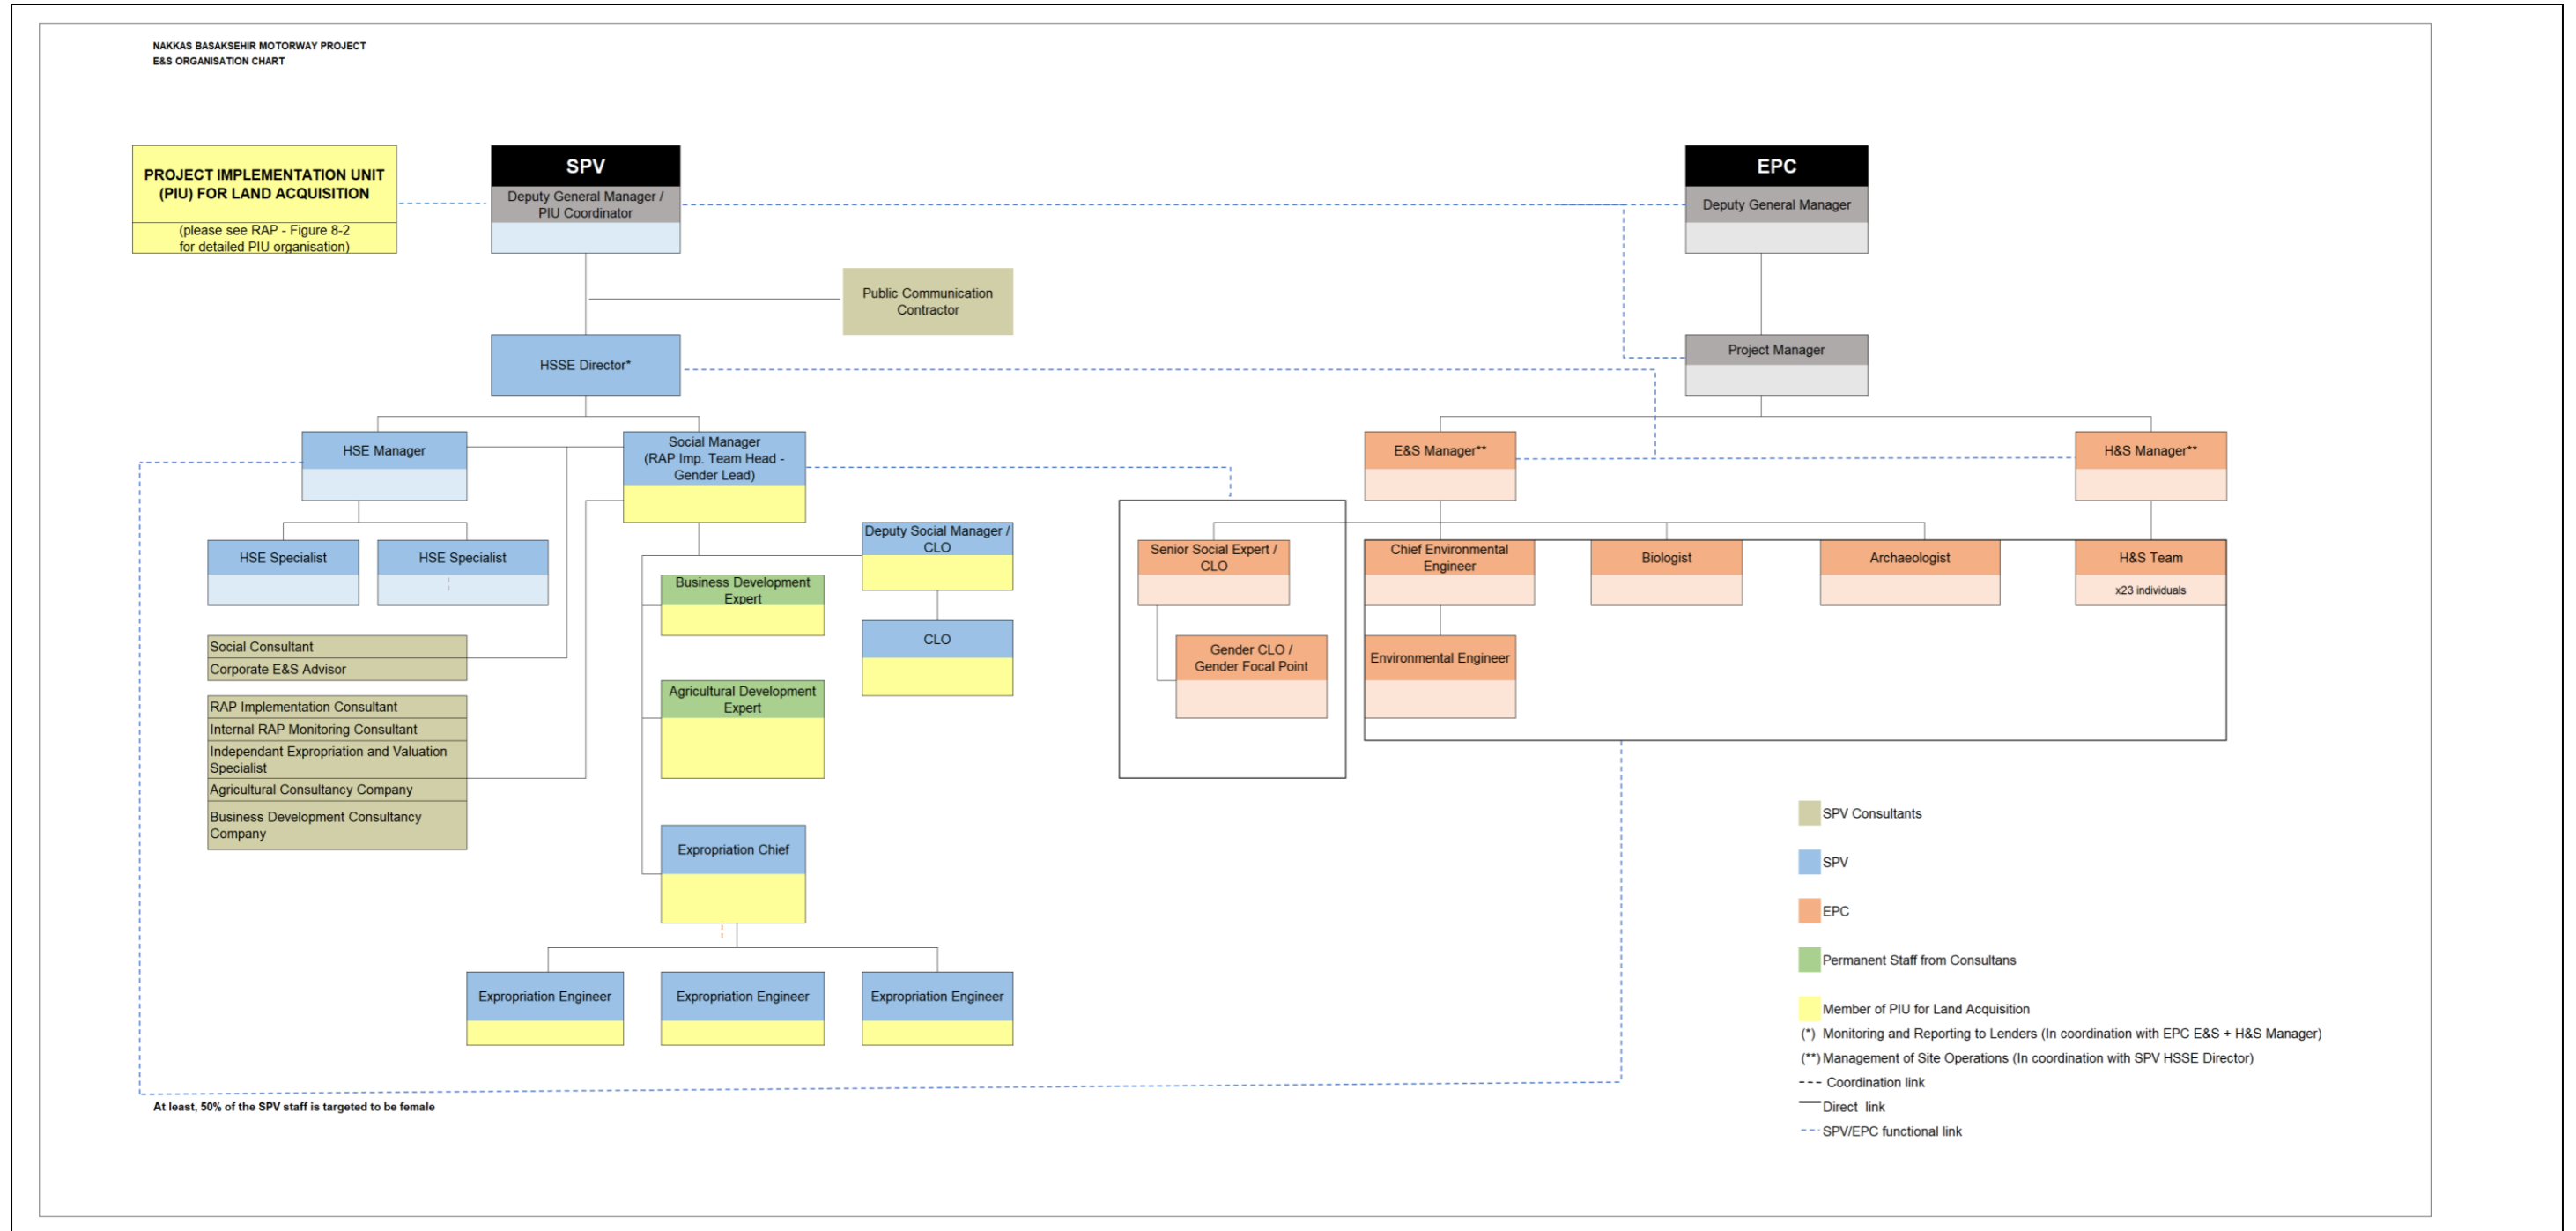 NAKKAS BASAKSEHIR MOTORWAY PROJECT
E&S ORGANISATION CHART
PROJECT IMPLEMENTATION UNIT
(PIU) FOR LAND ACQUISITION
(please see RAP - Figure 8-2
for detailed PIU organisation)
SPV
Deputy General Manager /
PIU Coordinator
EPC
Deputy General Manager
Public Communication
Contractor
HSSE Director*
Project Manager
HSE Manager
Social Manager
(RAP Imp. Team Head -
Gender Lead)
E&S Manager**
H&S Manager**
HSE Specialist
HSE Specialist
Deputy Social Manager /
CLO
Business Development
Expert
CLO
Agricultural Development
Expert
Senior Social Expert /
CLO
Gender CLO /
Gender Focal Point
Chief Environmental
Engineer
Biologist
Archaeologist
H&S Team
x23 individuals
Environmental Engineer
Social Consultant
Corporate E&S Advisor
RAP Implementation Consultant
Internal RAP Monitoring Consultant
Independant Expropriation and Valuation
Specialist
Agricultural Consultancy Company
Business Development Consultancy
Company
Expropriation Chief
Expropriation Engineer
Expropriation Engineer
Expropriation Engineer
SPV Consultants
SPV
EPC
Permanent Staff from Consultans
Member of PIU for Land Acquisition
(*) Monitoring and Reporting to Lenders (In coordination with EPC E&S + H&S Manager)
(**) Management of Site Operations (In coordination with SPV HSSE Director)
Coordination link
Direct link
SPV/EPC functional link
At least, 50% of the SPV staff is targeted to be female